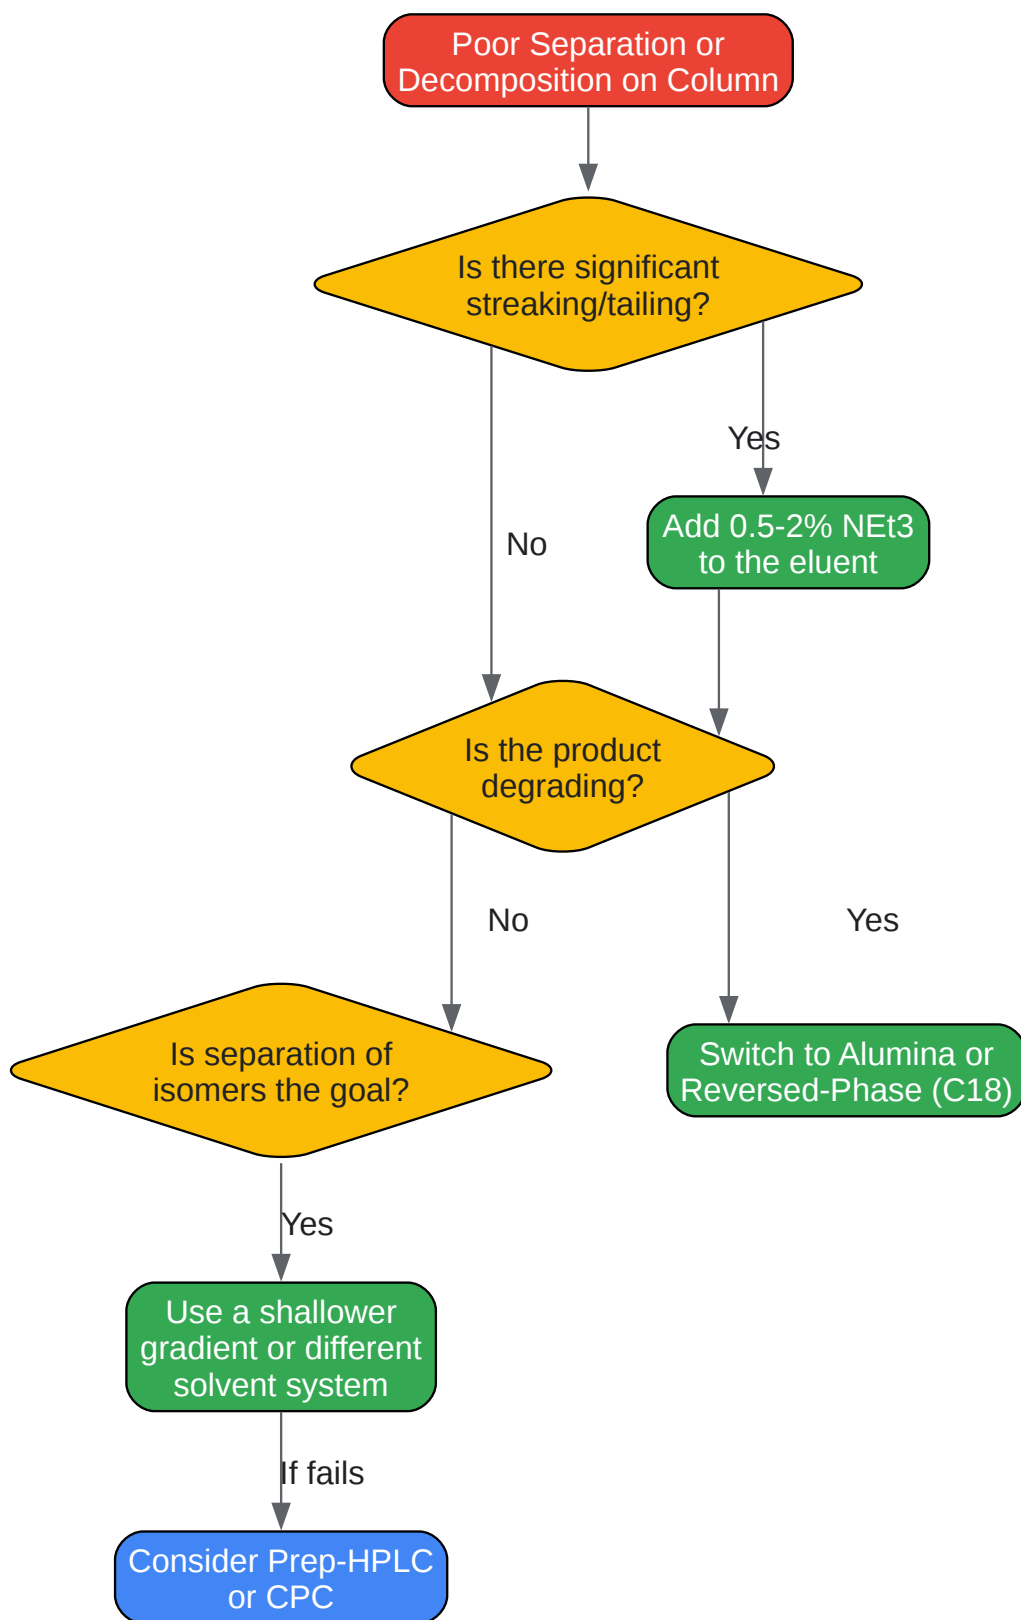 Poor Separation or
Decomposition on Column
Is there significant
streaking/tailing?
Yes
Add 0.5-2% NEt3
to the eluent
No
Is the product
degrading?
No
Yes
Is separation of
isomers the goal?
Switch to Alumina or
Reversed-Phase (C18)
Yes
Use a shallower
gradient or different
solvent system
If fails
Consider Prep-HPLC
or CPC